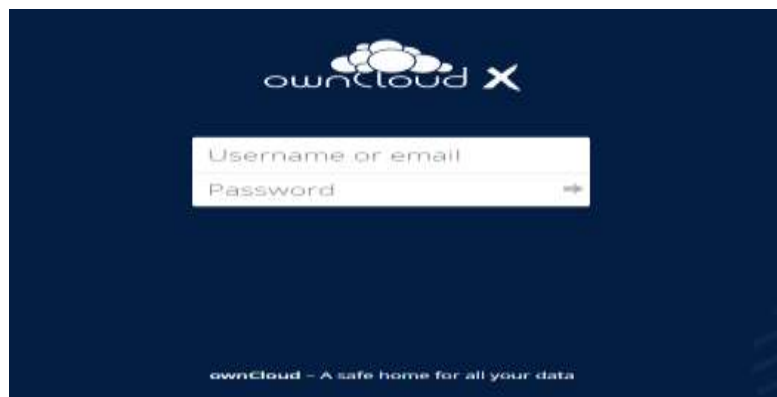 ownCloud X
Username or email
Password
ownCloud – A safe home for all your data